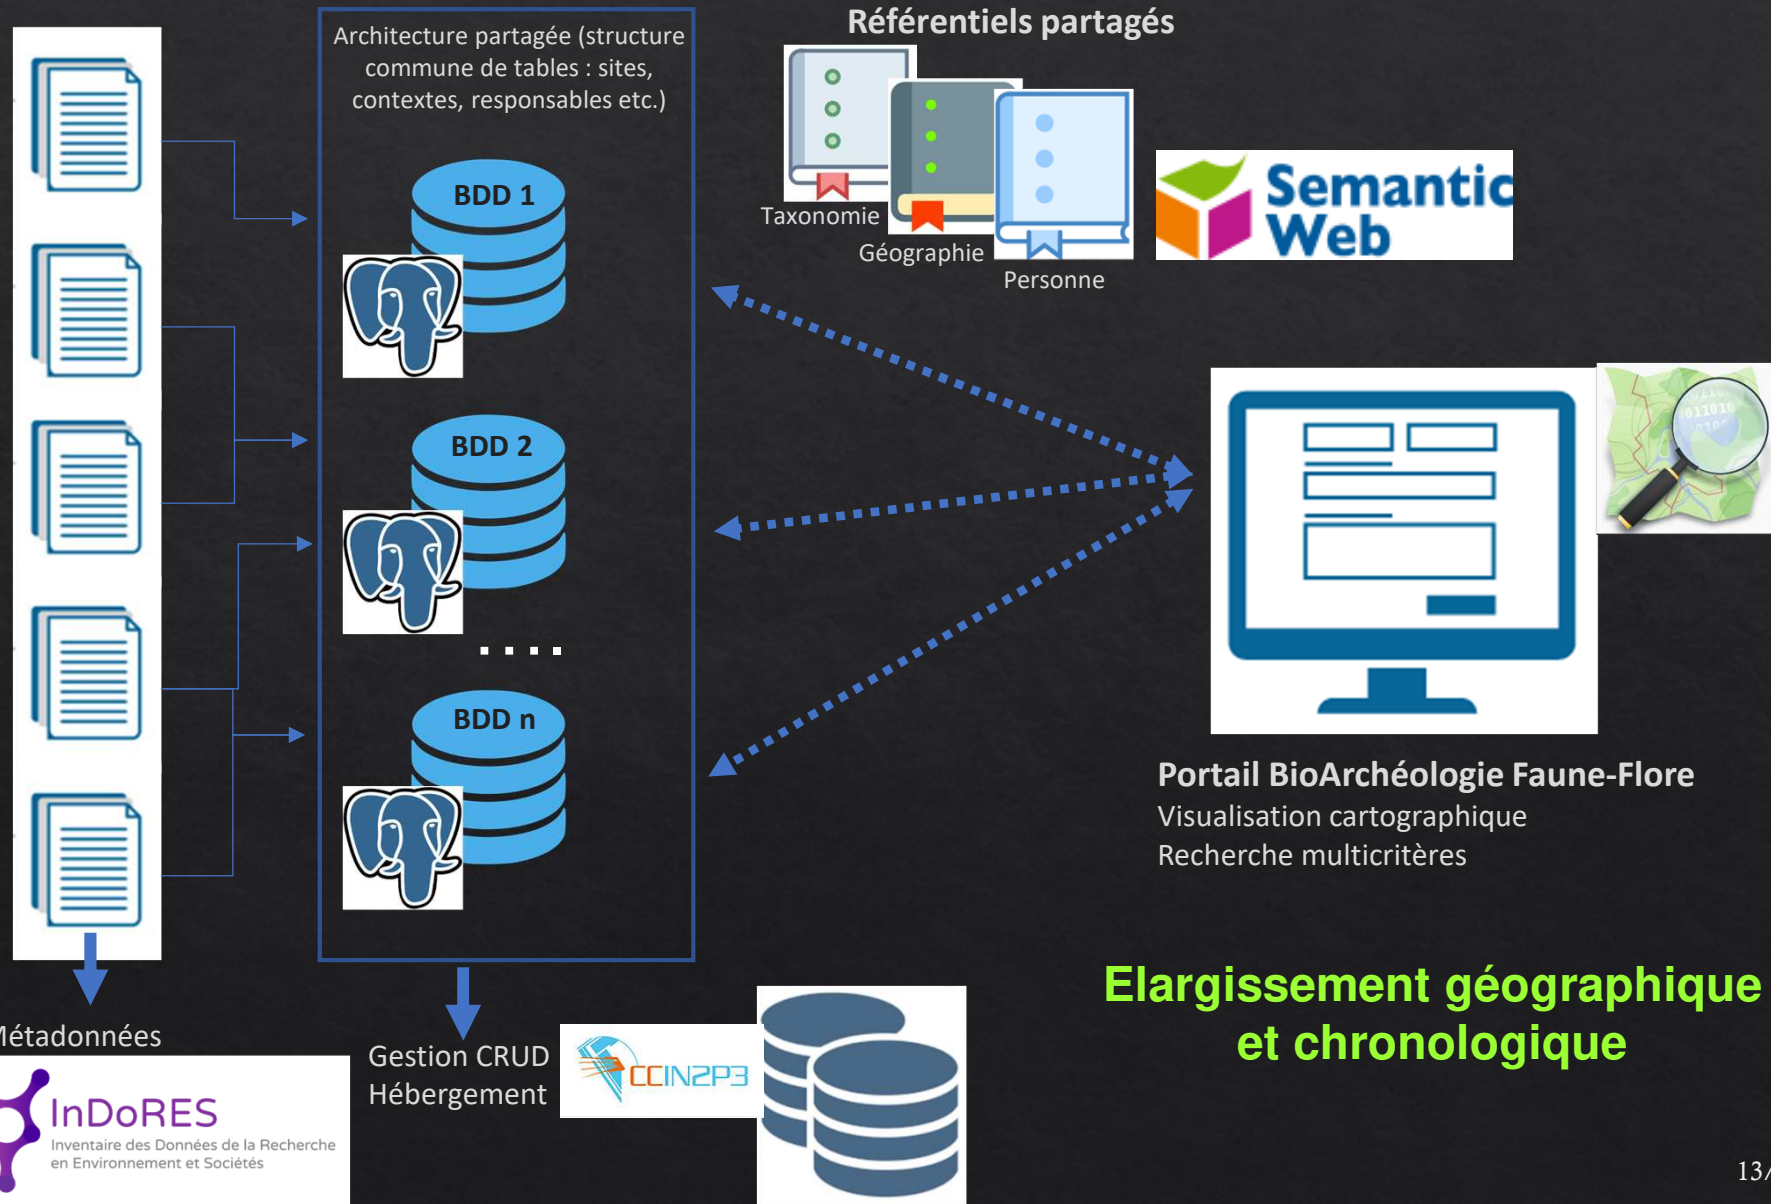 Architecture partagée (structure
commune de tables : sites,
contextes, responsables etc.)
BDD 1
BDD 2
....
BDD n
Référentiels partagés
Taxonomie
Géographie
Personne
Semantic
Web
Portail BioArchéologie Faune-Flore
Visualisation cartographique
Recherche multicritères
Elargissement géographique
et chronologique
Métadonnées
InDoRES
Inventaire des Données de la Recherche
en Environnement et Sociétés
Gestion CRUD
Hébergement
CCIN2P3
13/